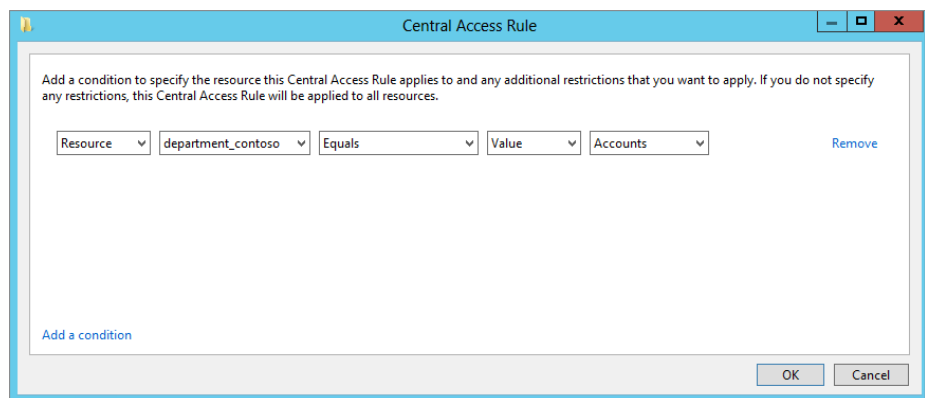 Central Access Rule
Add a condition to specify the resource this Central Access Rule applies to and any additional restrictions that you want to apply. If you do not specify
any restrictions, this Central Access Rule will be applied to all resources.
Resource department_contoso Equals Value Accounts Remove
Add a condition
OK Cancel